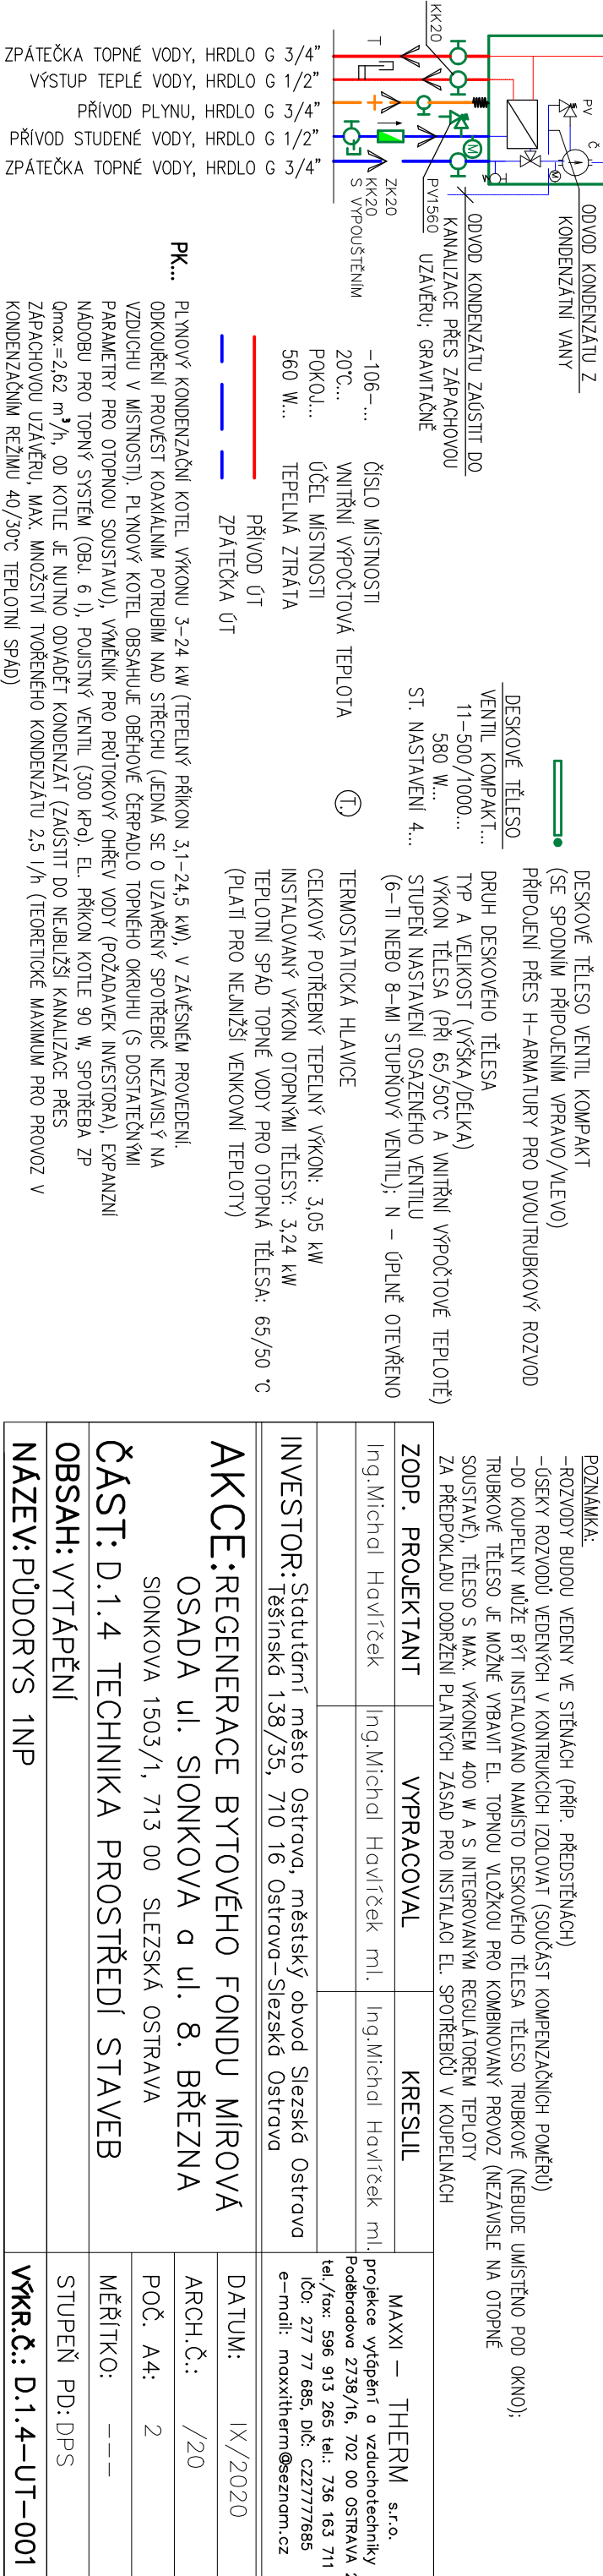 ZPÁTEČKA TOPNÉ VODY, HRDLO G 3/4"
VÝSTUP TEPLÉ VODY, HRDLO G 1/2"
PŘÍVOD PLYNU, HRDLO G 3/4"
PŘÍVOD STUDENÉ VODY, HRDLO G 1/2"
ZPÁTEČKA TOPNÉ VODY, HRDLO G 3/4"
KK20
T
PV
Č
M
M
ODVOD KONDENZÁTU Z
KONDENZÁTNÍ VANY
ODVOD KONDENZÁTU ZAÚSTIT DO
KANALIZACE PŘES ZÁPACHOVOU
UZÁVĚRU; GRAVITAČNĚ
PV1560
ZK20
KK20
S VYPOUŠTĚNÍM
DESKOVÉ TĚLESO VENTIL KOMPAKT
(SE SPODNÍM PŘIPOJENÍM VPRAVO/VLEVO)
PŘIPOJENÍ PŘES H-ARMATURY PRO DVOUTRUBKOVÝ ROZVOD
DESKOVÉ TĚLESO
VENTIL KOMPAKT... DRUH DESKOVÉHO TĚLESA
11-500/1000... TYP A VELIKOST (VÝŠKA/DÉLKA)
580 W... VÝKON TĚLESA (PŘI 65/50°C A VNITŘNÍ VÝPOČTOVÉ TEPLOTĚ)
ST. NASTAVENÍ 4... STUPEŇ NASTAVENÍ OSAZENÉHO VENTILU
(6-TI NEBO 8-MI STUPŇOVÝ VENTIL); N - ÚPLNĚ OTEVŘENO
-106-... ČÍSLO MÍSTNOSTI
20°C... VNITŘNÍ VÝPOČTOVÁ TEPLOTA
POKOJ... ÚČEL MÍSTNOSTI
560 W... TEPELNÁ ZTRÁTA
T. TERMOSTATICKÁ HLAVICE
CELKOVÝ POTŘEBNÝ TEPELNÝ VÝKON: 3,05 kW
INSTALOVANÝ VÝKON OTOPNÝMI TĚLESY: 3,24 kW
TEPLOTNÍ SPÁD TOPNÉ VODY PRO OTOPNÁ TĚLESA: 65/50 °C
(PLATÍ PRO NEJNIŽŠÍ VENKOVNÍ TEPLOTY)
PŘÍVOD ÚT
ZPÁTEČKA ÚT
PK... PLYNOVÝ KONDENZAČNÍ KOTEL VÝKONU 3-24 kW (TEPELNÝ PŘÍKON 3,1-24,5 kW), V ZÁVĚSNÉM PROVEDENÍ.
ODKOUŘENÍ PROVÉST KOAXIÁLNÍM POTRUBÍM NAD STŘECHU (JEDNÁ SE O UZAVŘENÝ SPOTŘEBIČ NEZÁVISLÝ NA
VZDUCHU V MÍSTNOSTI). PLYNOVÝ KOTEL OBSAHUJE OBĚHOVÉ ČERPADLO TOPNÉHO OKRUHU (S DOSTATEČNÝMI
PARAMETRY PRO OTOPNOU SOUSTAVU), VÝMĚNÍK PRO PRŮTOKOVÝ OHŘEV VODY (POŽADAVEK INVESTORA), EXPANZNÍ
NÁDOBU PRO TOPNÝ SYSTÉM (OBJ. 6 l), POJISTNÝ VENTIL (300 kPa). EL. PŘÍKON KOTLE 90 W, SPOTŘEBA ZP
Qmax.=2,62 m³/h, OD KOTLE JE NUTNO ODVÁDĚT KONDENZÁT (ZAÚSTIT DO NEJBLIŽŠÍ KANALIZACE PŘES
ZÁPACHOVOU UZÁVĚRU, MAX. MNOŽSTVÍ TVOŘENÉHO KONDENZÁTU 2,5 l/h (TEORETICKÉ MAXIMUM PRO PROVOZ V
KONDENZAČNÍM REŽIMU 40/30°C TEPLOTNÍ SPÁD)
POZNÁMKA:
-ROZVODY BUDOU VEDENY VE STĚNÁCH (PŘÍP. PŘEDSTĚNÁCH)
-ÚSEKY ROZVODŮ VEDENÝCH V KONTRUKCÍCH IZOLOVAT (SOUČÁST KOMPENZAČNÍCH POMĚRŮ)
-DO KOUPELNY MŮŽE BÝT INSTALOVÁNO NAMÍSTO DESKOVÉHO TĚLESA TĚLESO TRUBKOVÉ (NEBUDE UMÍSTĚNO POD OKNO);
TRUBKOVÉ TĚLESO JE MOŽNÉ VYBAVIT EL. TOPNOU VLOŽKOU PRO KOMBINOVANÝ PROVOZ (NEZÁVISLE NA OTOPNÉ
SOUSTAVĚ), TĚLESO S MAX. VÝKONEM 400 W A S INTEGROVANÝM REGULÁTOREM TEPLOTY
ZA PŘEDPOKLADU DODRŽENÍ PLATNÝCH ZÁSAD PRO INSTALACI EL. SPOTŘEBIČŮ V KOUPELNÁCH
ZODP. PROJEKTANT VYPRACOVAL KRESLIL
Ing.Michal Havlíček Ing.Michal Havlíček ml. Ing.Michal Havlíček ml.
MAXXI - THERM s.r.o.
projekce vytápění a vzduchotechniky
Poděbradova 2738/16, 702 00 OSTRAVA 2
tel./fax: 596 913 265 tel.: 736 163 711
IČO: 277 77 685, DIČ: CZ27777685
e-mail: maxxitherm@seznam.cz
INVESTOR: Statutární město Ostrava, městský obvod Slezská Ostrava
Těšínská 138/35, 710 16 Ostrava-Slezská Ostrava
AKCE: REGENERACE BYTOVÉHO FONDU MÍROVÁ
OSADA ul. SIONKOVA a ul. 8. BŘEZNA
SIONKOVA 1503/1, 713 00 SLEZSKÁ OSTRAVA
ČÁST: D.1.4 TECHNIKA PROSTŘEDÍ STAVEB
OBSAH: VYTÁPĚNÍ
NÁZEV: PŮDORYS 1NP
DATUM: IX/2020
ARCH.Č.: /20
POČ. A4: 2
MĚŘÍTKO: ---
STUPEŇ PD: DPS
VÝKR.Č.: D.1.4-UT-001